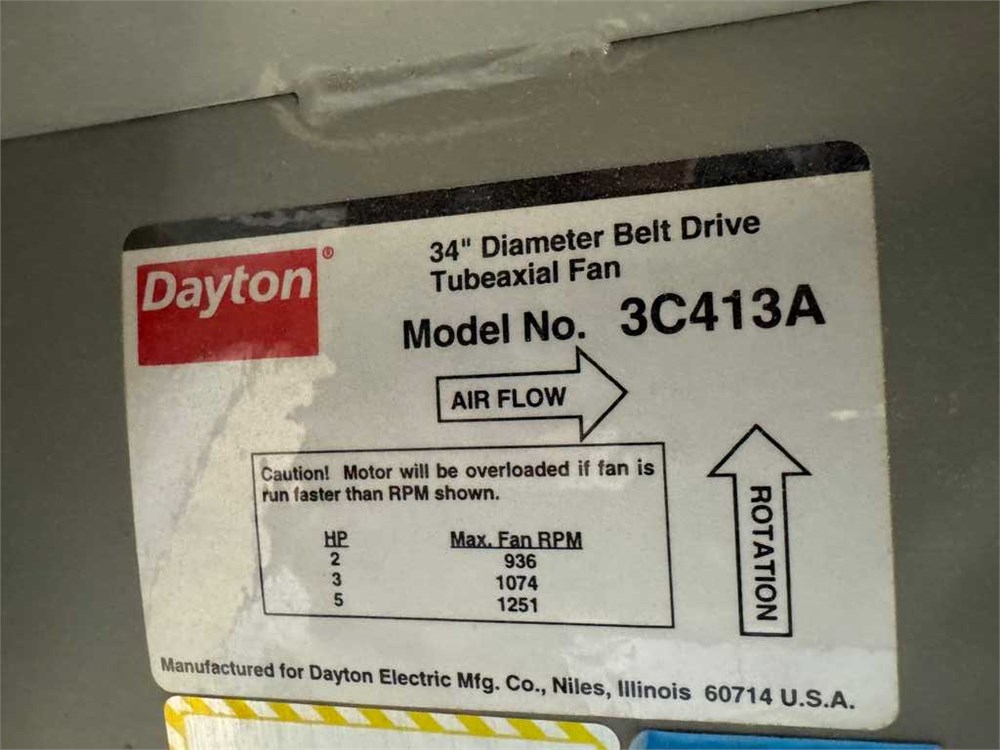 Dayton®
34" Diameter Belt Drive
Tubeaxial Fan
Model No. 3C413A
AIR FLOW
Caution! Motor will be overloaded if fan is
run faster than RPM shown.
HP Max. Fan RPM
2 936
3 1074
5 1251
ROTATION
Manufactured for Dayton Electric Mfg. Co., Niles, Illinois 60714 U.S.A.